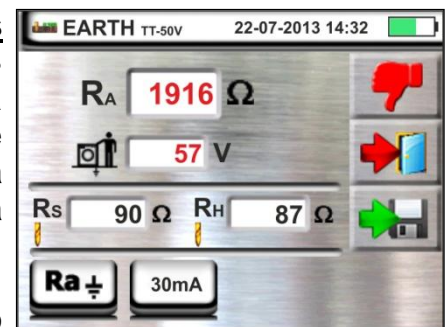 EARTH TT-50V 22-07-2013 14:32
RA 1916 Ω
57 V
RS 90 Ω RH 87 Ω
Ra 30mA